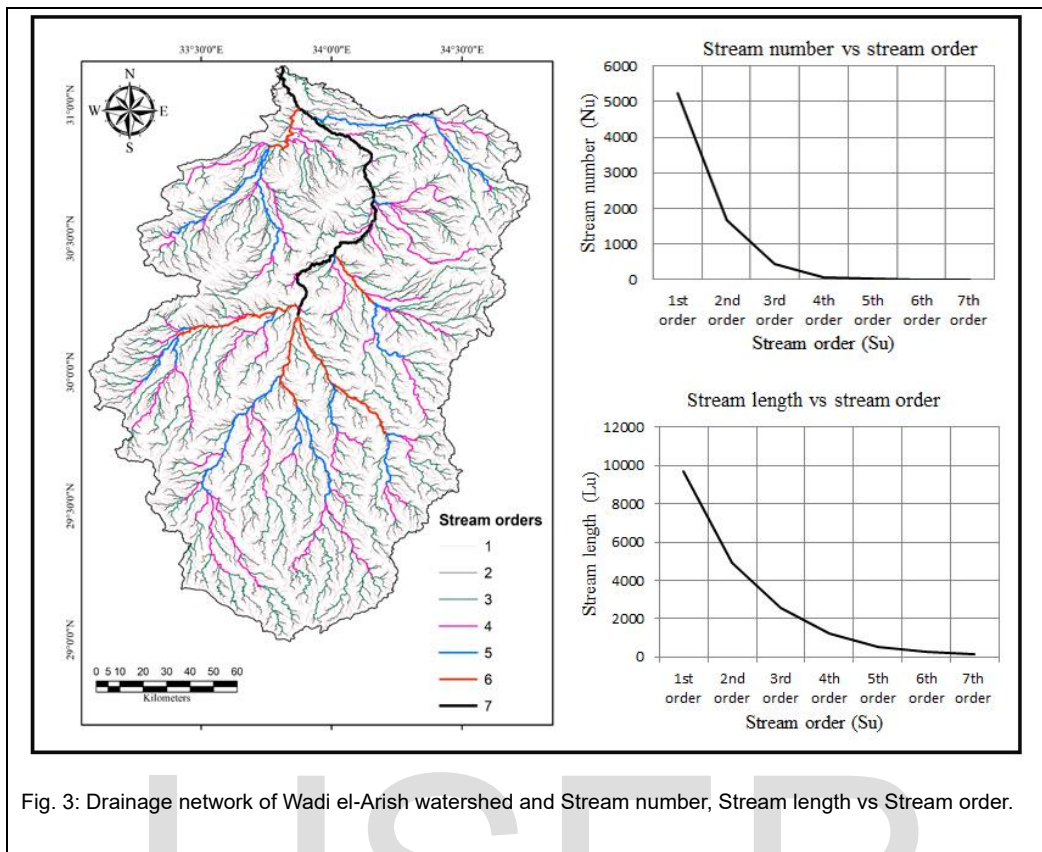 33°30'0"E 34°0'0"E 34°30'0"E
N
W E
S
31°0'0"N
30°30'0"N
30°0'0"N
29°30'0"N
29°0'0"N
Stream orders
1
2
3
4
5
6
7
0 5 10 20 30 40 50 60
Kilometers
Stream number vs stream order
Stream number (Nu)
6000
5000
4000
3000
2000
1000
0
1st 2nd 3rd 4th 5th 6th 7th
order order order order order order order
Stream order (Su)
Stream length vs stream order
Stream length (Lu)
12000
10000
8000
6000
4000
2000
0
1st 2nd 3rd 4th 5th 6th 7th
order order order order order order order
Stream order (Su)
Fig. 3: Drainage network of Wadi el-Arish watershed and Stream number, Stream length vs Stream order.